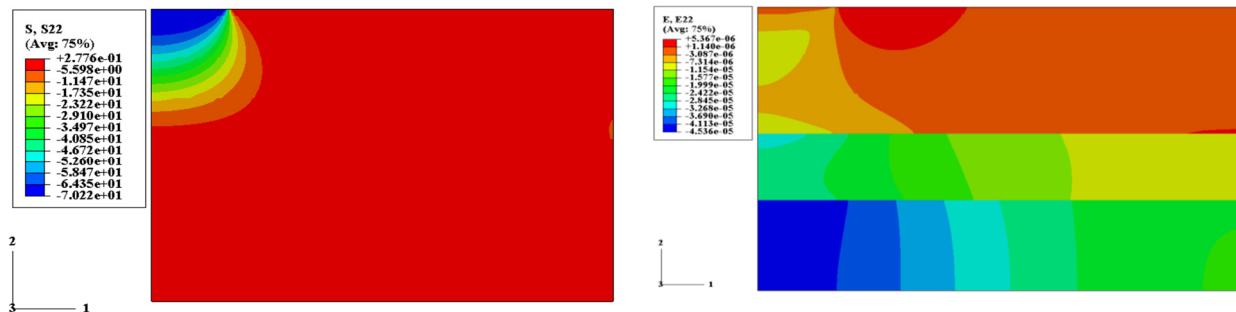 S, S22
(Avg: 75%)
+2.776e-01
-5.598e+00
-1.147e+01
-1.735e+01
-2.322e+01
-2.910e+01
-3.497e+01
-4.085e+01
-4.672e+01
-5.260e+01
-5.847e+01
-6.435e+01
-7.022e+01
2
3
1
E, E22
(Avg: 75%)
+5.367e-06
+1.140e-06
-3.087e-06
-7.314e-06
-1.154e-05
-1.577e-05
-1.999e-05
-2.422e-05
-2.845e-05
-3.268e-05
-3.690e-05
-4.113e-05
-4.536e-05
2
3
1